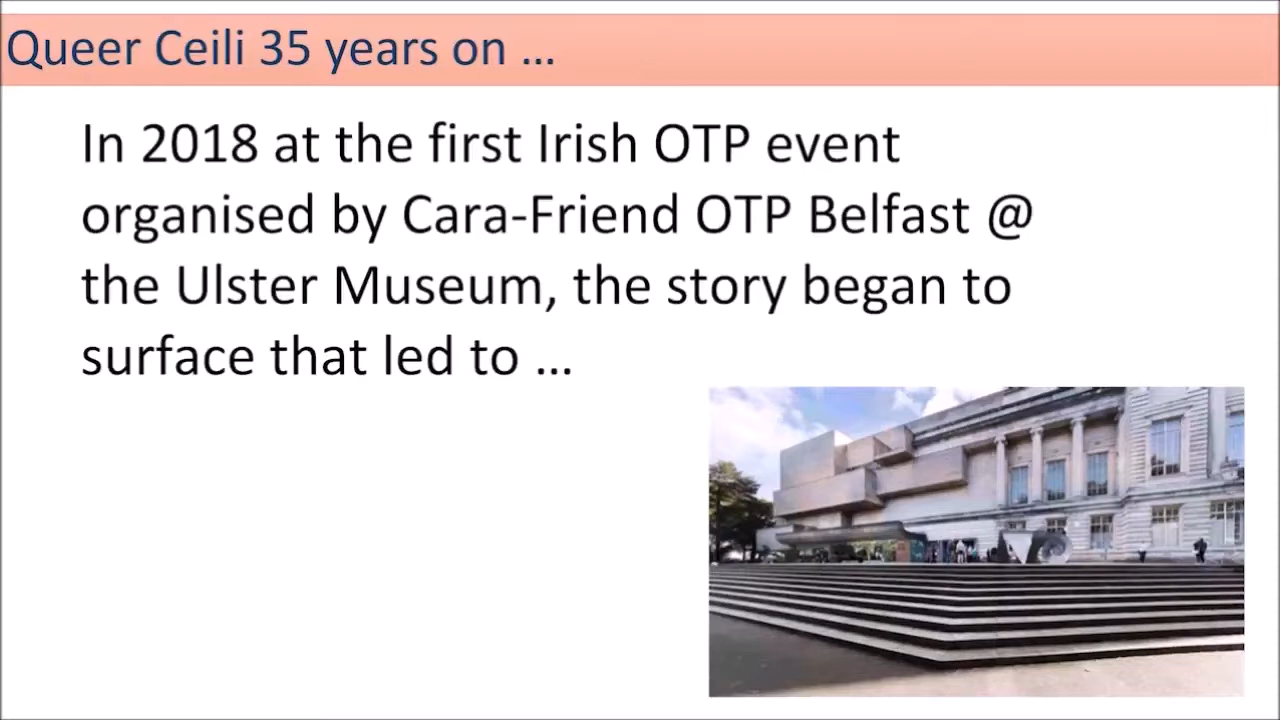 Queer Ceili 35 years on ...
In 2018 at the first Irish OTP event
organised by Cara-Friend OTP Belfast @
the Ulster Museum, the story began to
surface that led to ...